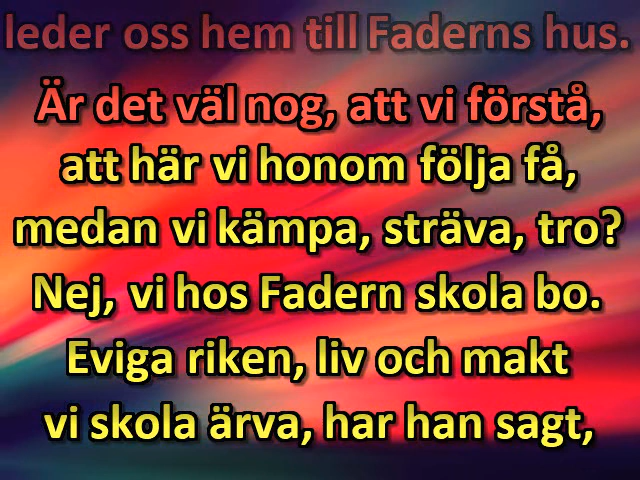 leder oss hem till Faderns hus.
Är det väl nog, att vi förstå,
att här vi honom följa få,
medan vi kämpa, sträva, tro?
Nej, vi hos Fadern skola bo.
Eviga riken, liv och makt
vi skola ärva, har han sagt,